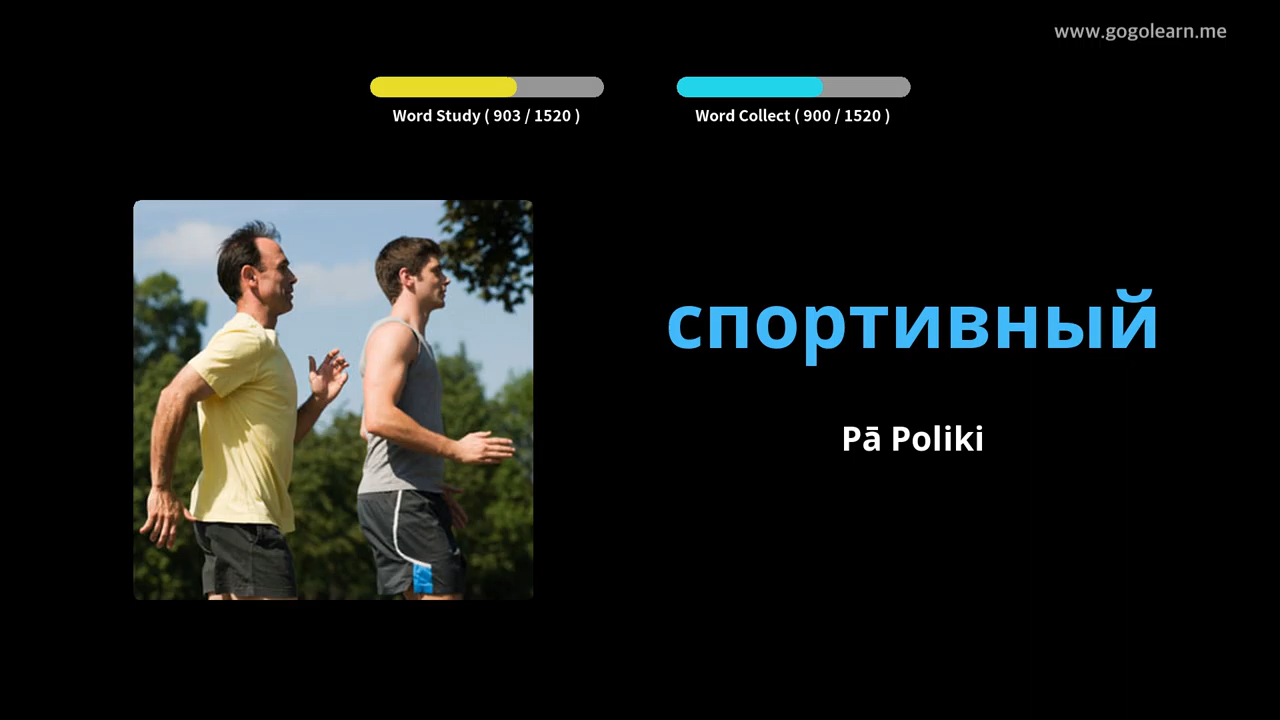 www.gogolearn.me
Word Study ( 903 / 1520 )
Word Collect ( 900 / 1520 )
спортивный
Pā Poliki